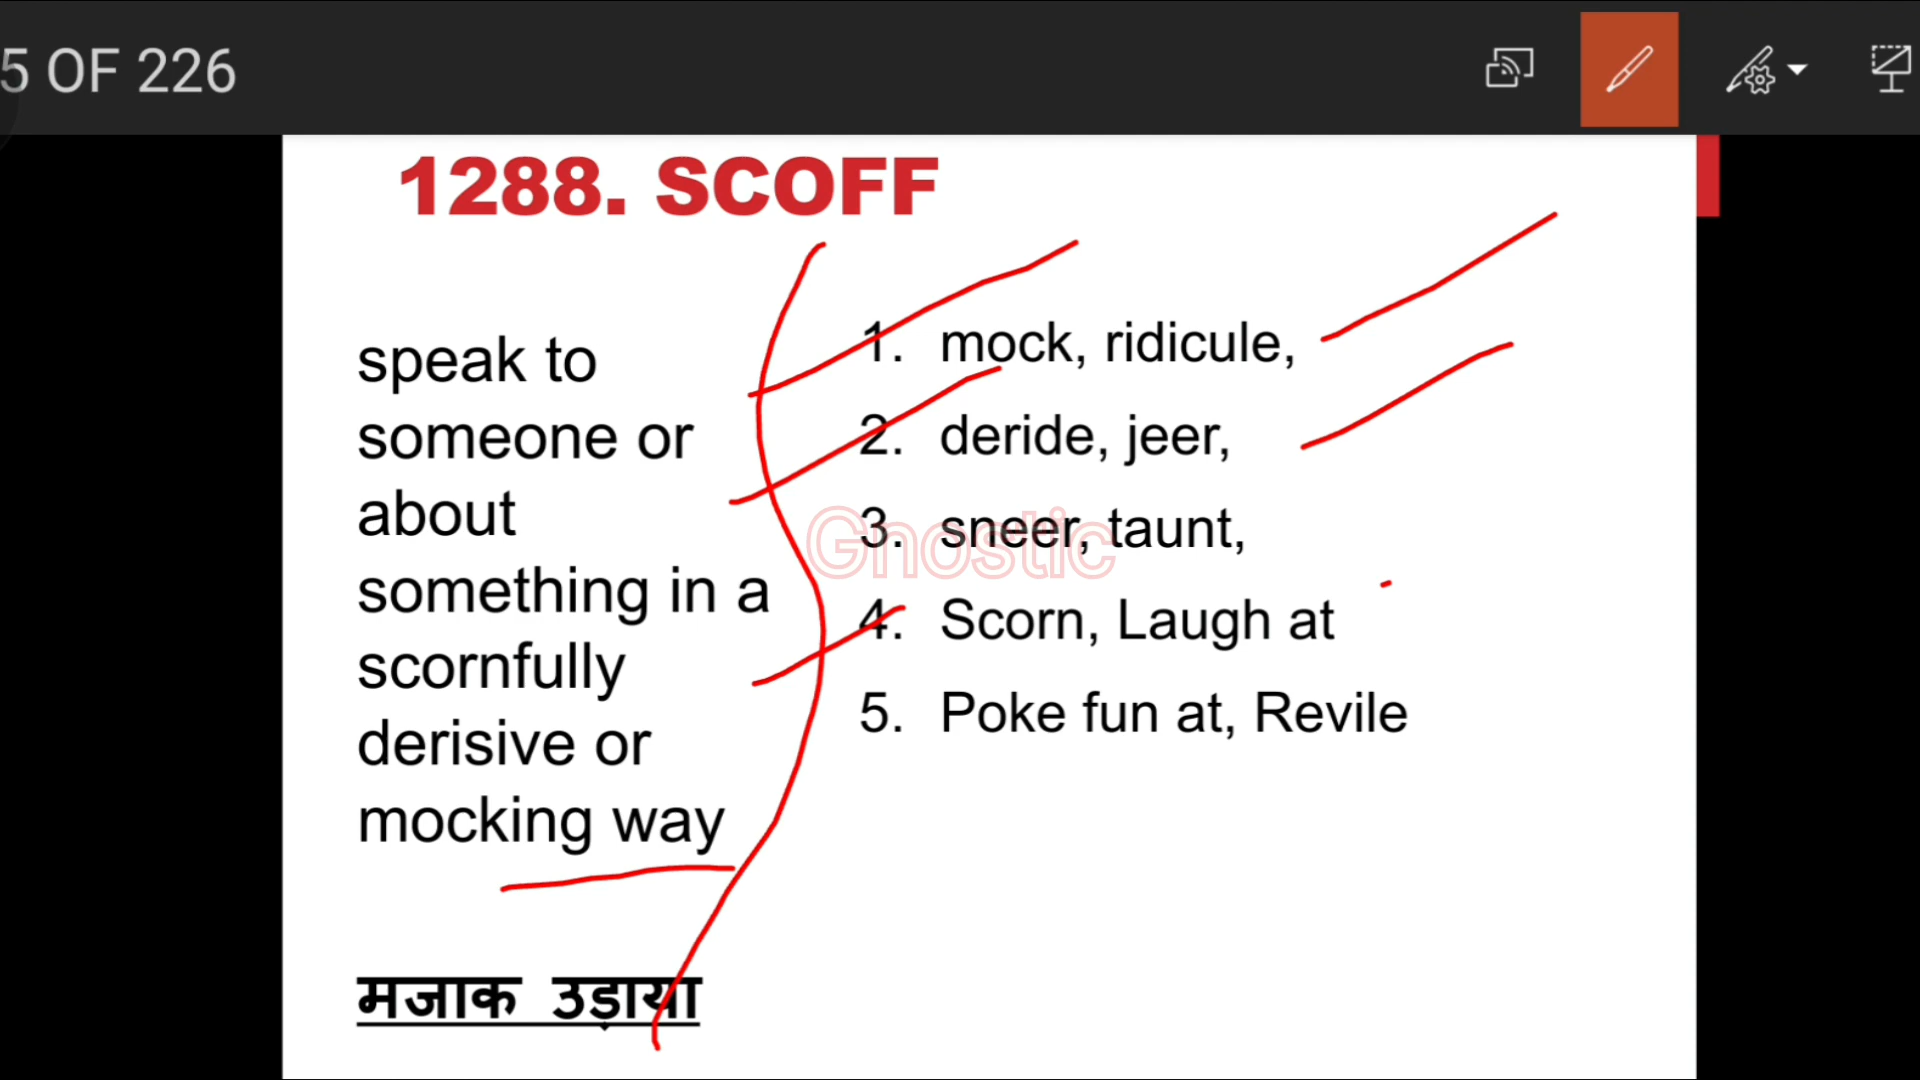 5 OF 226
1288. SCOFF
speak to
someone or
about
something in a
scornfully
derisive or
mocking way
मजाक उड़ाया
1. mock, ridicule,
2. deride, jeer,
3. sneer, taunt,
4. Scorn, Laugh at
5. Poke fun at, Revile
Gnostic